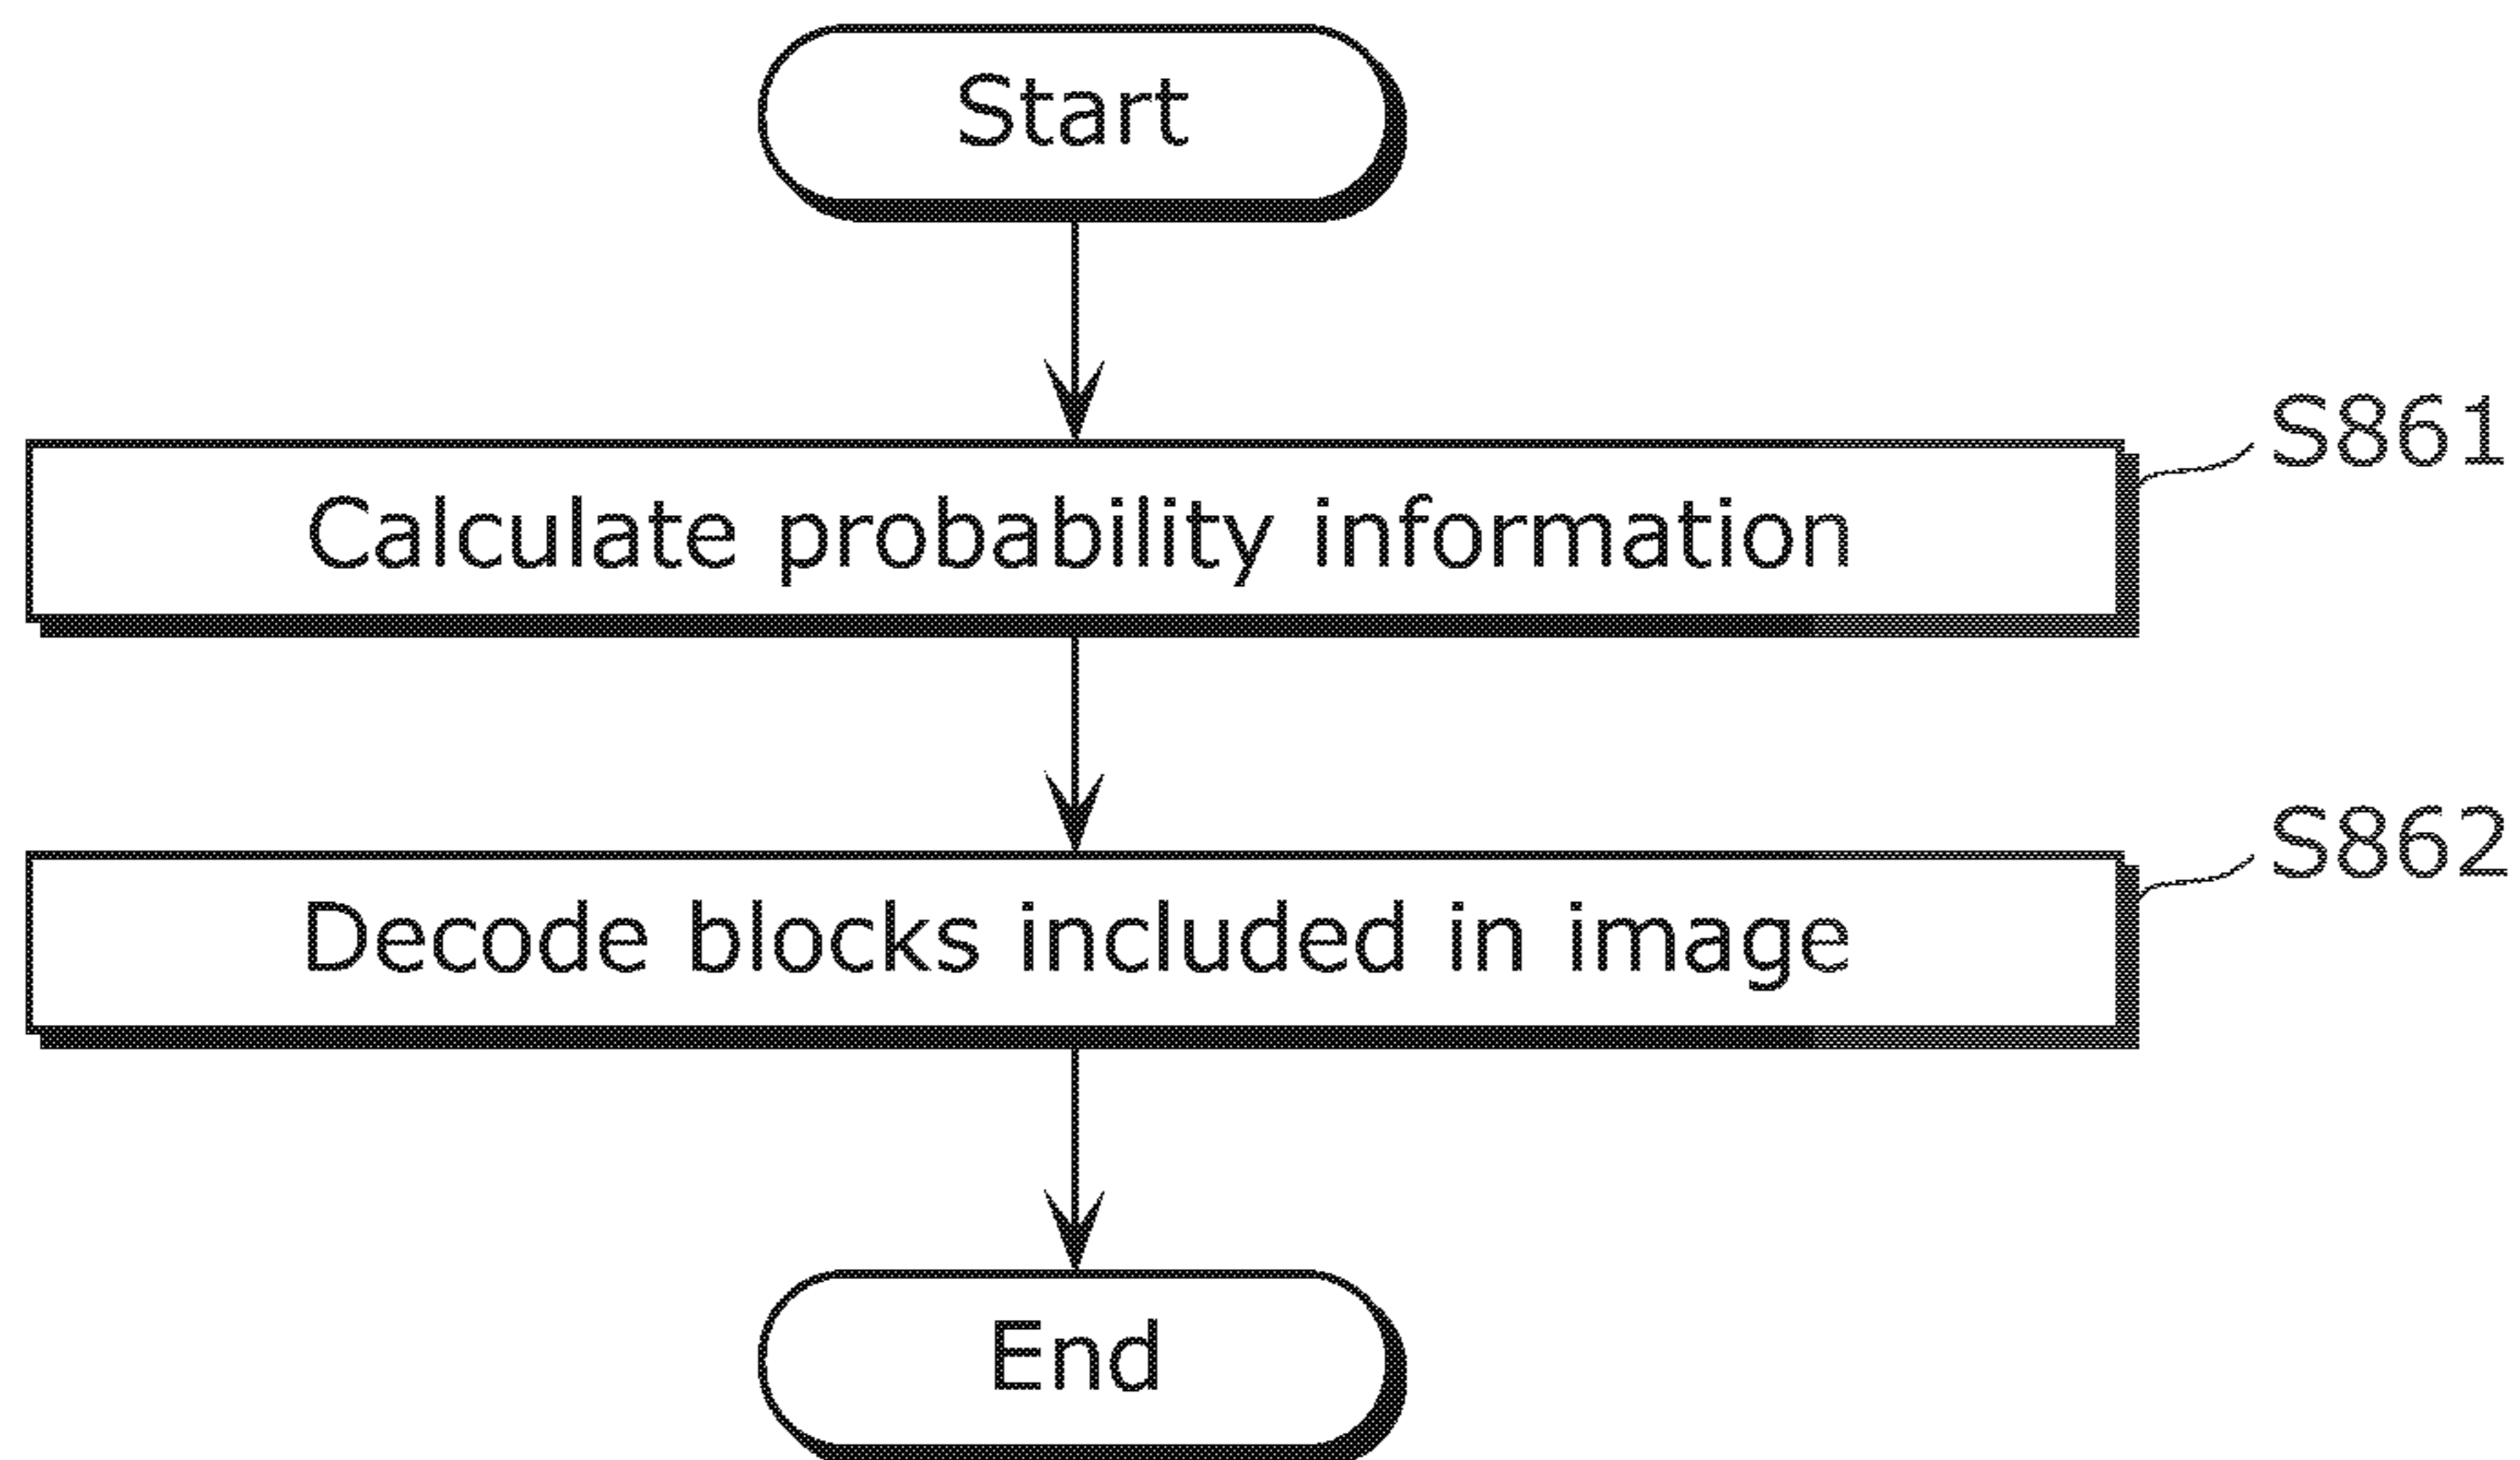 Start
S861
Calculate probability information
S862
Decode blocks included in image
End